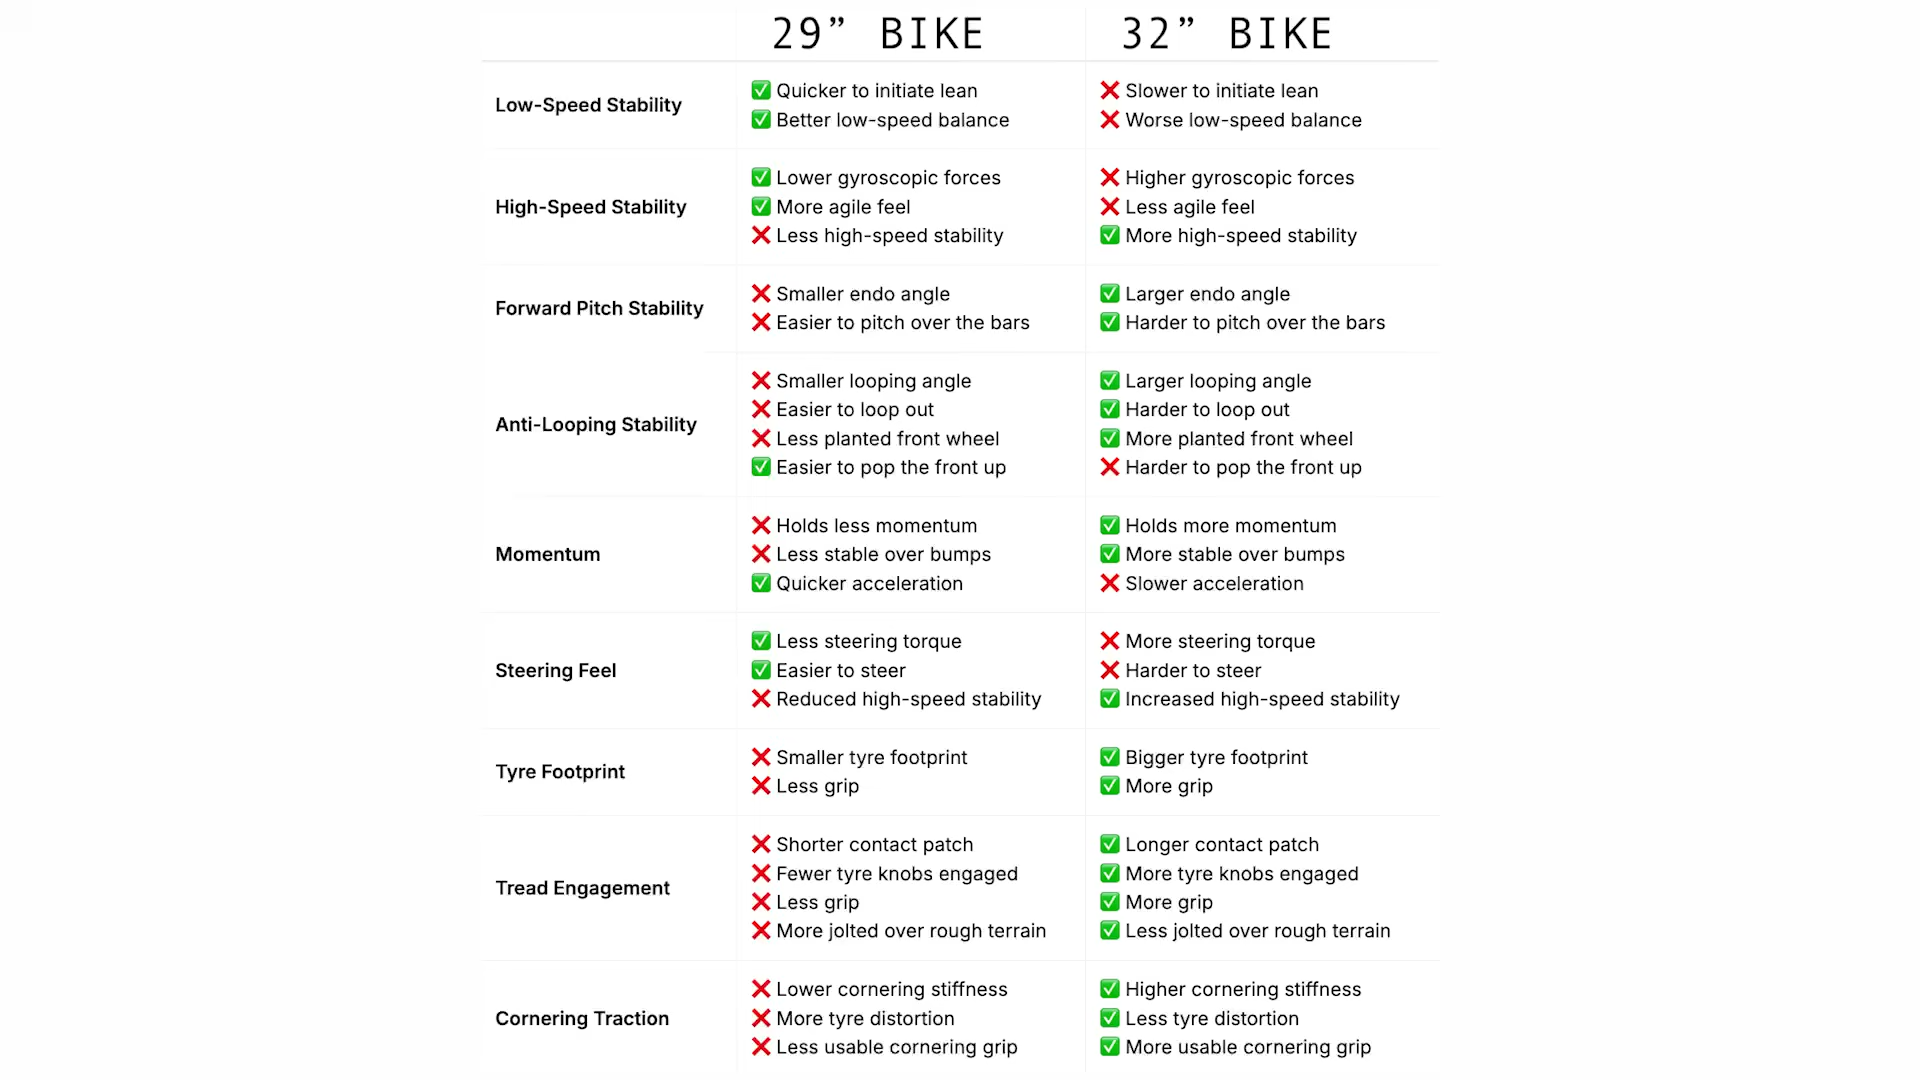 29” BIKE
32” BIKE
Low-Speed Stability
✅ Quicker to initiate lean
✅ Better low-speed balance
❌ Slower to initiate lean
❌ Worse low-speed balance
High-Speed Stability
✅ Lower gyroscopic forces
✅ More agile feel
❌ Less high-speed stability
❌ Higher gyroscopic forces
❌ Less agile feel
✅ More high-speed stability
Forward Pitch Stability
❌ Smaller endo angle
❌ Easier to pitch over the bars
✅ Larger endo angle
✅ Harder to pitch over the bars
Anti-Looping Stability
❌ Smaller looping angle
❌ Easier to loop out
❌ Less planted front wheel
✅ Easier to pop the front up
✅ Larger looping angle
✅ Harder to loop out
✅ More planted front wheel
❌ Harder to pop the front up
Momentum
❌ Holds less momentum
❌ Less stable over bumps
✅ Quicker acceleration
✅ Holds more momentum
✅ More stable over bumps
❌ Slower acceleration
Steering Feel
✅ Less steering torque
✅ Easier to steer
❌ Reduced high-speed stability
❌ More steering torque
❌ Harder to steer
✅ Increased high-speed stability
Tyre Footprint
❌ Smaller tyre footprint
❌ Less grip
✅ Bigger tyre footprint
✅ More grip
Tread Engagement
❌ Shorter contact patch
❌ Fewer tyre knobs engaged
❌ Less grip
❌ More jolted over rough terrain
✅ Longer contact patch
✅ More tyre knobs engaged
✅ More grip
✅ Less jolted over rough terrain
Cornering Traction
❌ Lower cornering stiffness
❌ More tyre distortion
❌ Less usable cornering grip
✅ Higher cornering stiffness
✅ Less tyre distortion
✅ More usable cornering grip